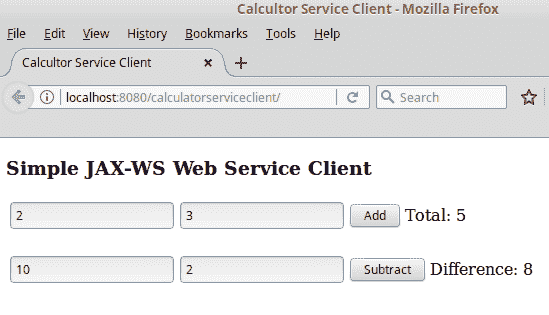 Calcultor Service Client - Mozilla Firefox
File Edit View History Bookmarks Tools Help
Calcultor Service Client
localhost:8080/calculatorserviceclient/ Search
Simple JAX-WS Web Service Client
2 3 Add Total: 5
10 2 Subtract Difference: 8